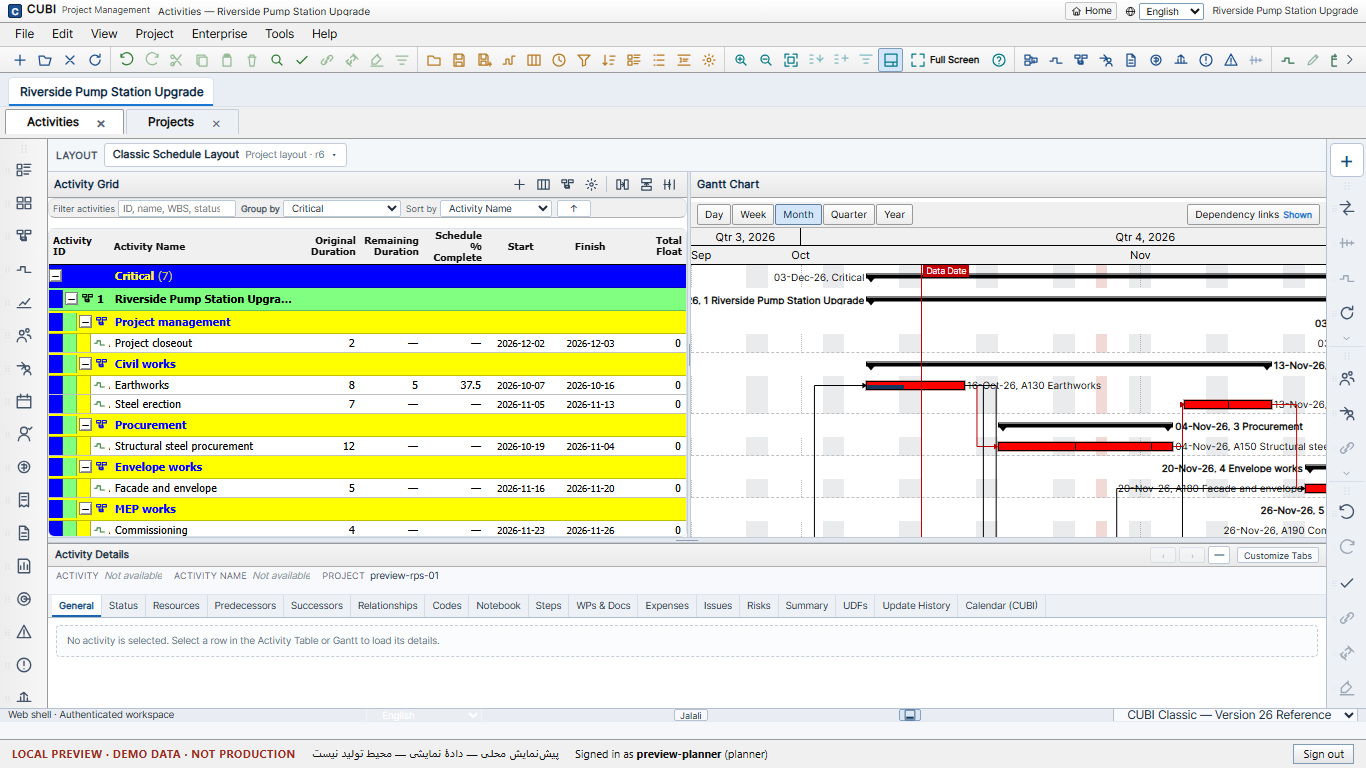 CUBI Project Management Activities — Riverside Pump Station Upgrade
Home English Riverside Pump Station Upgrade
File Edit View Project Enterprise Tools Help
Full Screen
Riverside Pump Station Upgrade
Activities × Projects ×
LAYOUT Classic Schedule Layout Project layout · r6
Activity Grid
Filter activities ID, name, WBS, status Group by Critical Sort by Activity Name ↑
Activity ID Activity Name Original Duration Remaining Duration Schedule % Complete Start Finish Total Float
Critical (7)
1 Riverside Pump Station Upgra...
Project management
Project closeout 2 — — 2026-12-02 2026-12-03 0
Civil works
Earthworks 8 5 37.5 2026-10-07 2026-10-16 0
Steel erection 7 — — 2026-11-05 2026-11-13 0
Procurement
Structural steel procurement 12 — — 2026-10-19 2026-11-04 0
Envelope works
Facade and envelope 5 — — 2026-11-16 2026-11-20 0
MEP works
Commissioning 4 — — 2026-11-23 2026-11-26 0
Gantt Chart
Day Week Month Quarter Year Dependency links Shown
Qtr 3, 2026 Qtr 4, 2026
Sep Oct Nov
Data Date
03-Dec-26, Critical
26, 1 Riverside Pump Station Upgrade
03
03
13-Nov-26,
16-Oct-26, A130 Earthworks
13-Nov-26,
04-Nov-26, 3 Procurement
04-Nov-26, A150 Structural stee
20-Nov-26, 4 Envelope works
20-Nov-26, A180 Facade and envelope
26-Nov-26, 5
26-Nov-26, A190 Com
Activity Details
Customize Tabs
ACTIVITY Not available ACTIVITY NAME Not available PROJECT preview-rps-01
General Status Resources Predecessors Successors Relationships Codes Notebook Steps WPs & Docs Expenses Issues Risks Summary UDFs Update History Calendar (CUBI)
No activity is selected. Select a row in the Activity Table or Gantt to load its details.
Web shell · Authenticated workspace English Jalali CUBI Classic — Version 26 Reference
LOCAL PREVIEW · DEMO DATA · NOT PRODUCTION پیش‌نمایش محلی — دادهٔ نمایشی — محیط تولید نیست Signed in as preview-planner (planner) Sign out